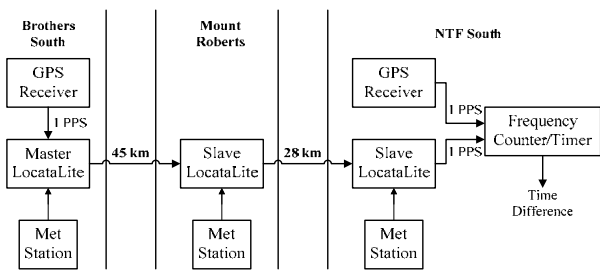 Brothers
South
Mount
Roberts
NTF South
GPS
Receiver
1 PPS
Master
LocataLite
45 km
Slave
LocataLite
28 km
GPS
Receiver
1 PPS
Slave
LocataLite
1 PPS
Frequency
Counter/Timer
Time
Difference
Met
Station
Met
Station
Met
Station